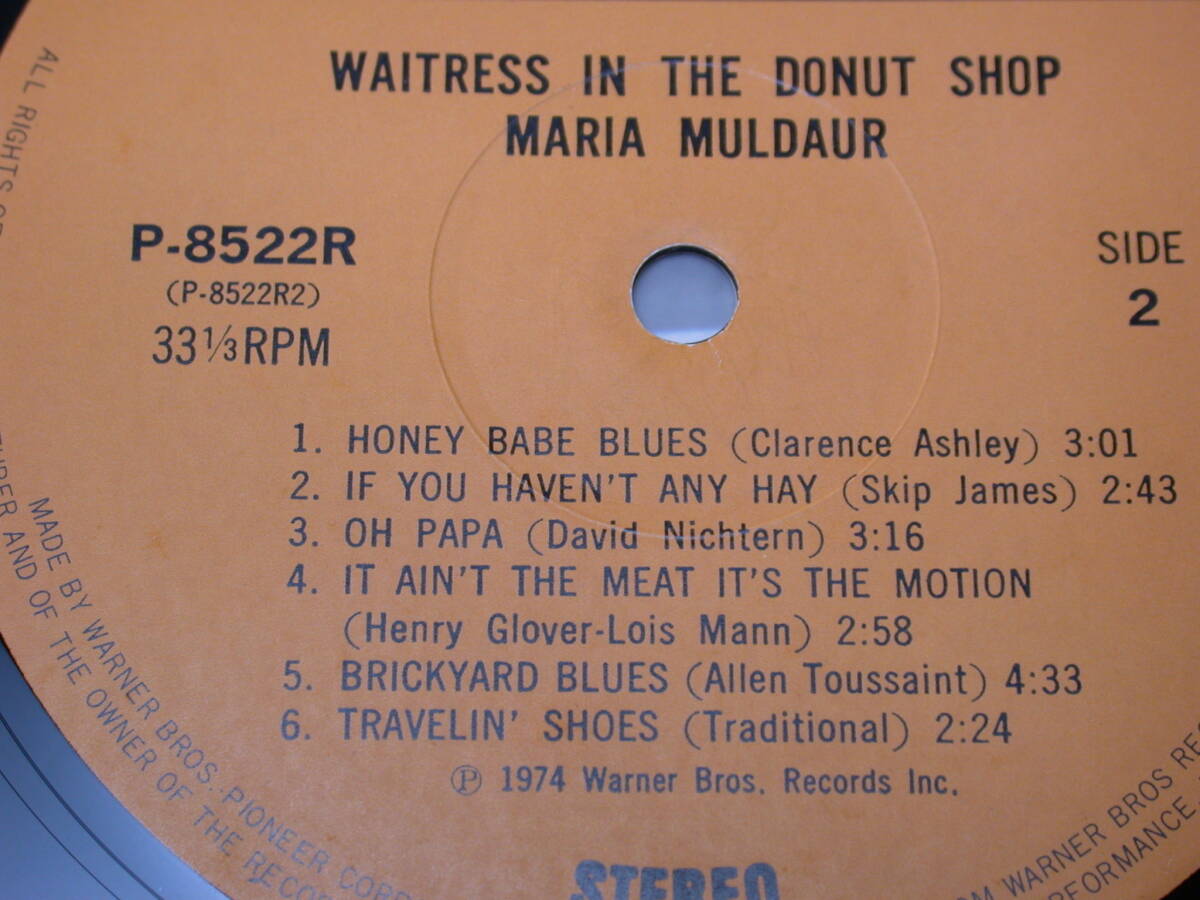 WAITRESS IN THE DONUT SHOP
MARIA MULDAUR
P-8522R
(P-8522R2)
33⅓RPM
SIDE
2
1. HONEY BABE BLUES (Clarence Ashley) 3:01
2. IF YOU HAVEN'T ANY HAY (Skip James) 2:43
3. OH PAPA (David Nichtern) 3:16
4. IT AIN'T THE MEAT IT'S THE MOTION
(Henry Glover-Lois Mann) 2:58
5. BRICKYARD BLUES (Allen Toussaint) 4:33
6. TRAVELIN' SHOES (Traditional) 2:24
Ⓟ 1974 Warner Bros. Records Inc.
STEREO
ALL RIGHTS
AND OF THE OWNER OF THE
MADE BY WARNER BROS.-PIONEER
WARNER BROS